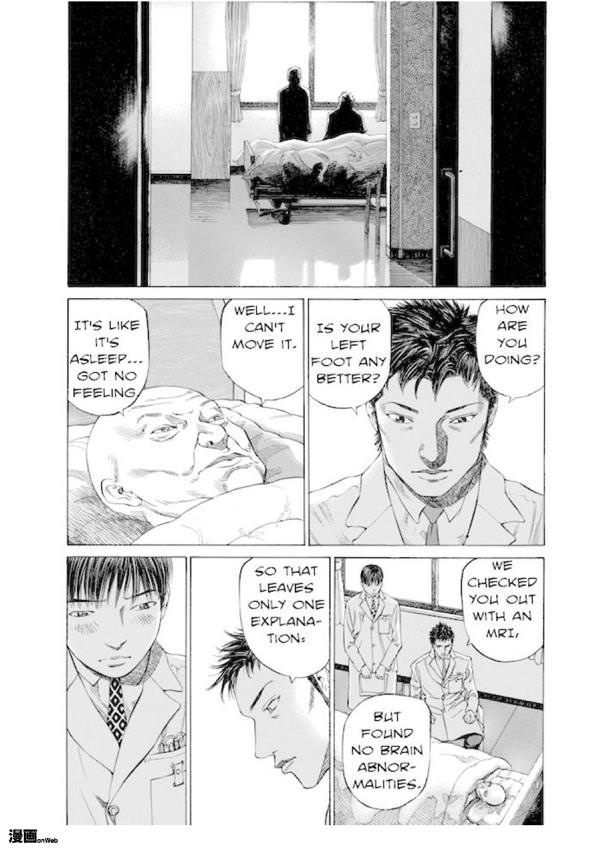 HOW
ARE
YOU
DOING?
IS YOUR
LEFT
FOOT ANY
BETTER?
WELL...I
CAN'T
MOVE IT.
IT'S LIKE
IT'S
ASLEEP...
GOT NO
FEELING.
WE
CHECKED
YOU OUT
WITH AN
MRI,
BUT
FOUND
NO BRAIN
ABNOR-
MALITIES.
SO THAT
LEAVES
ONLY ONE
EXPLANA-
TION:
漫画onWeb